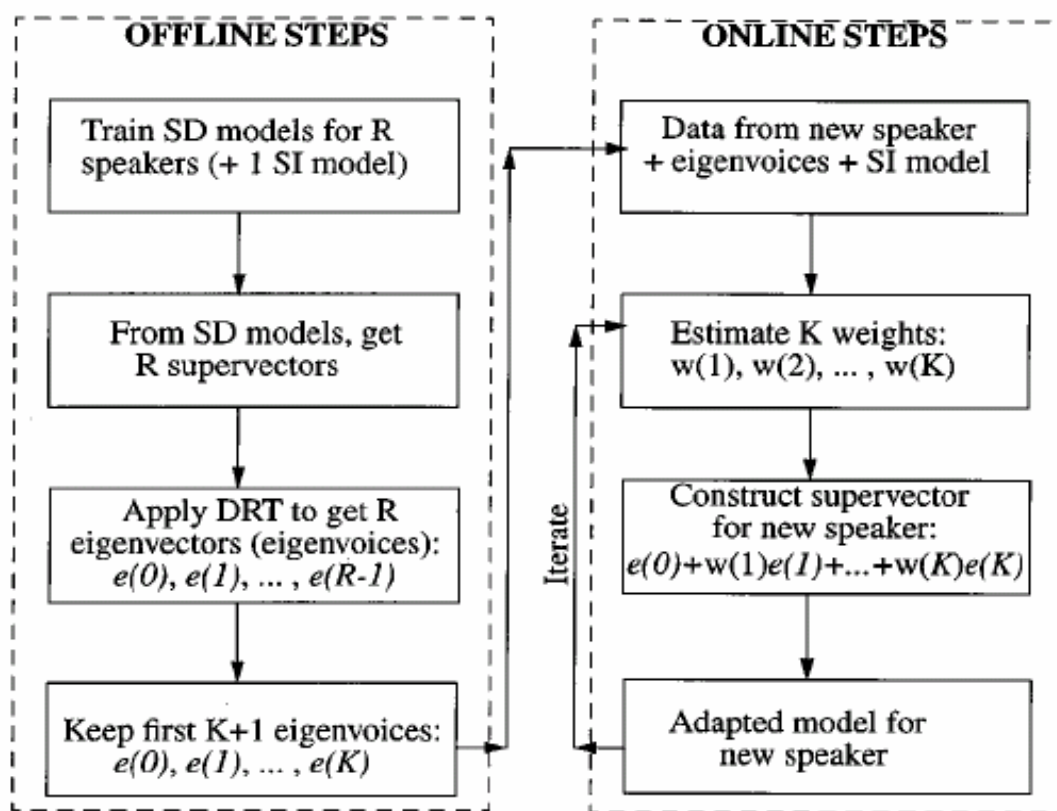 OFFLINE STEPS
Train SD models for R
speakers (+ 1 SI model)
From SD models, get
R supervectors
Apply DRT to get R
eigenvectors (eigenvoices):
e(0), e(1), ... , e(R-1)
Keep first K+1 eigenvoices:
e(0), e(1), ... , e(K)
ONLINE STEPS
Data from new speaker
+ eigenvoices + SI model
Estimate K weights:
w(1), w(2), ... , w(K)
Construct supervector
for new speaker:
e(0)+w(1)e(1)+...+w(K)e(K)
Adapted model for
new speaker
Iterate